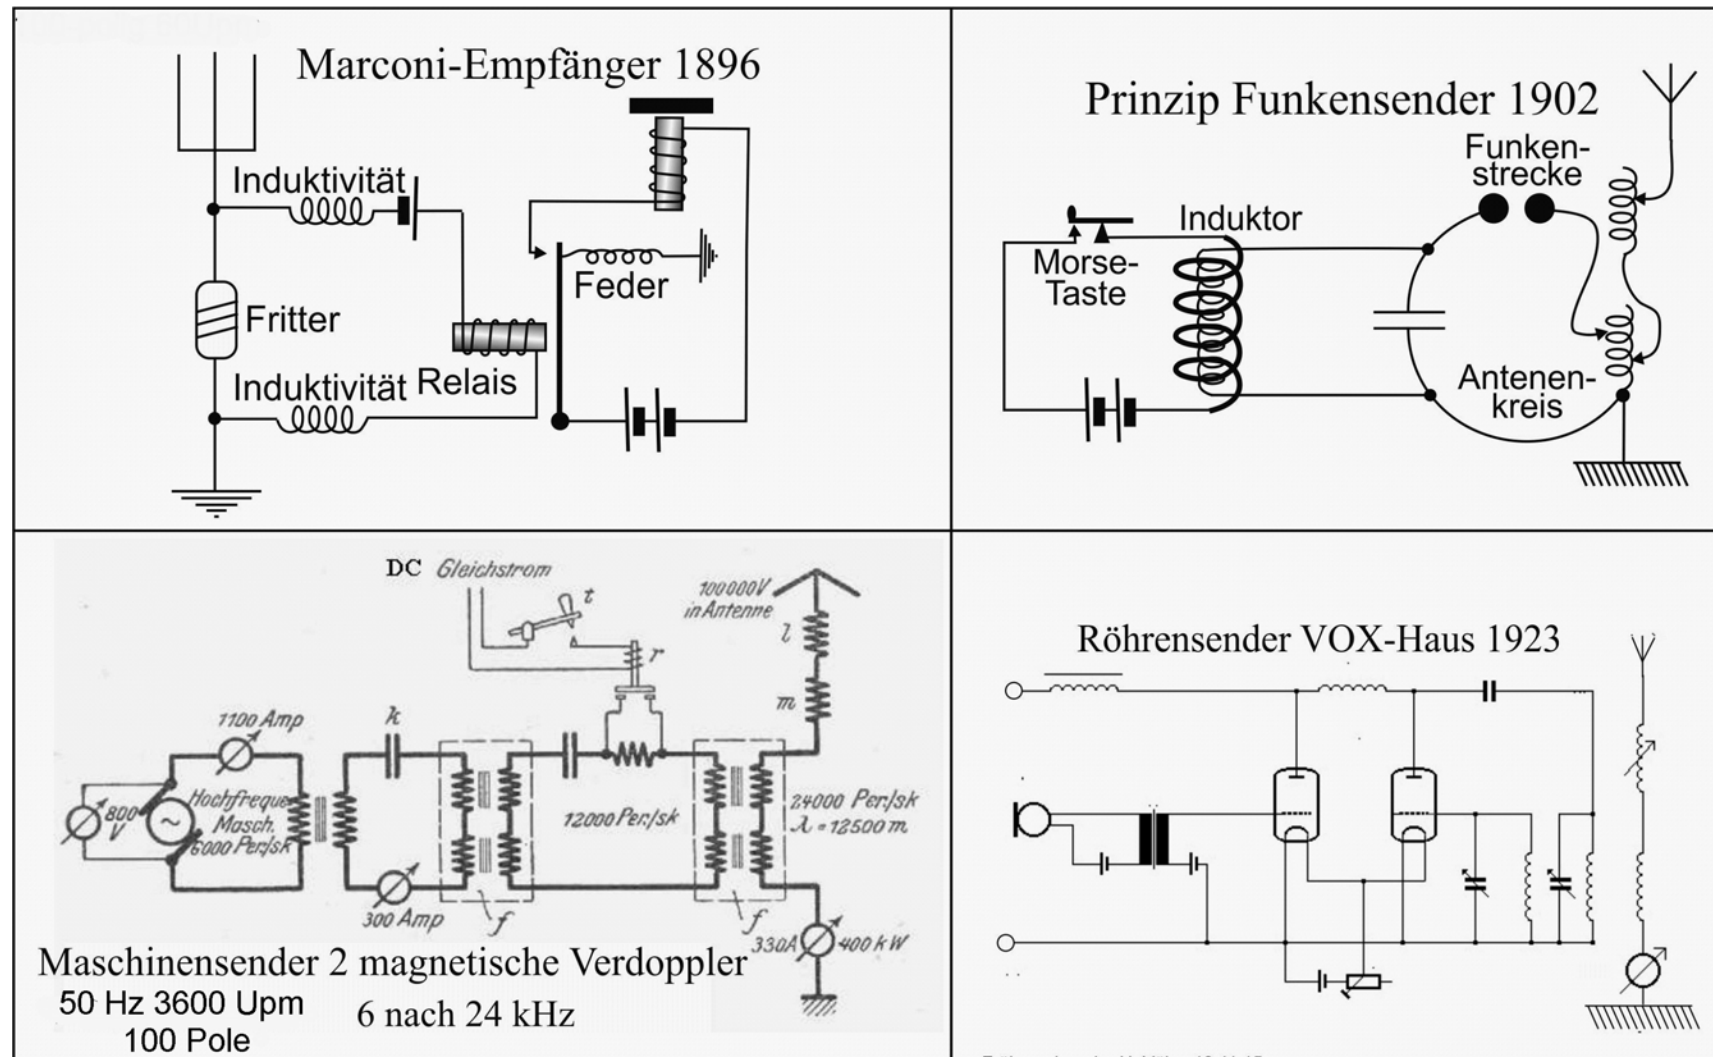 Marconi-Empfänger 1896
Induktivität
Fritter
Induktivität
Relais
Feder
Prinzip Funkensender 1902
Funken-
strecke
Induktor
Morse-
Taste
Antenen-
kreis
DC Gleichstrom
t
r
100000V
in Antenne
l
m
1100 Amp
k
800
V
Hochfreque
Masch.
6000 Per/sk
~
300 Amp
f
12000 Per/sk
24000 Per/sk
λ = 12500 m
f
330A
400 kW
Maschinensender 2 magnetische Verdoppler
50 Hz 3600 Upm
6 nach 24 kHz
100 Pole
Röhrensender VOX-Haus 1923